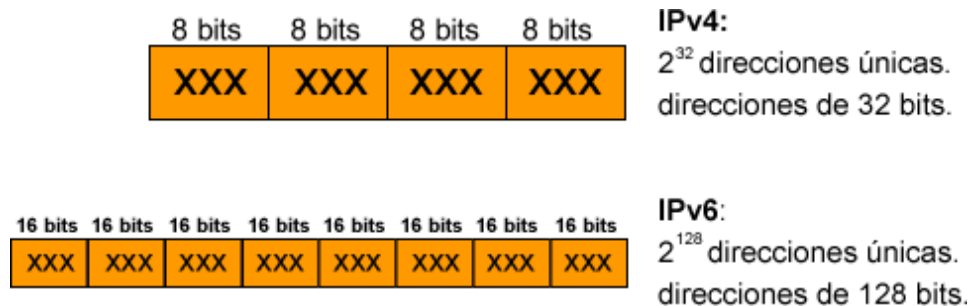 8 bits 8 bits 8 bits 8 bits
XXX XXX XXX XXX
IPv4:
2³² direcciones únicas.
direcciones de 32 bits.
16 bits 16 bits 16 bits 16 bits 16 bits 16 bits 16 bits 16 bits
XXX XXX XXX XXX XXX XXX XXX XXX
IPv6:
2¹²⁸ direcciones únicas.
direcciones de 128 bits.